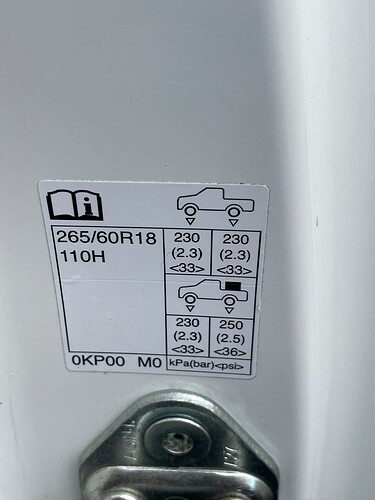 i
265/60R18
110H
230 230
(2.3) (2.3)
<33> <33>
230 250
(2.3) (2.5)
<33> <36>
0KP00 M0 kPa(bar)<psi>